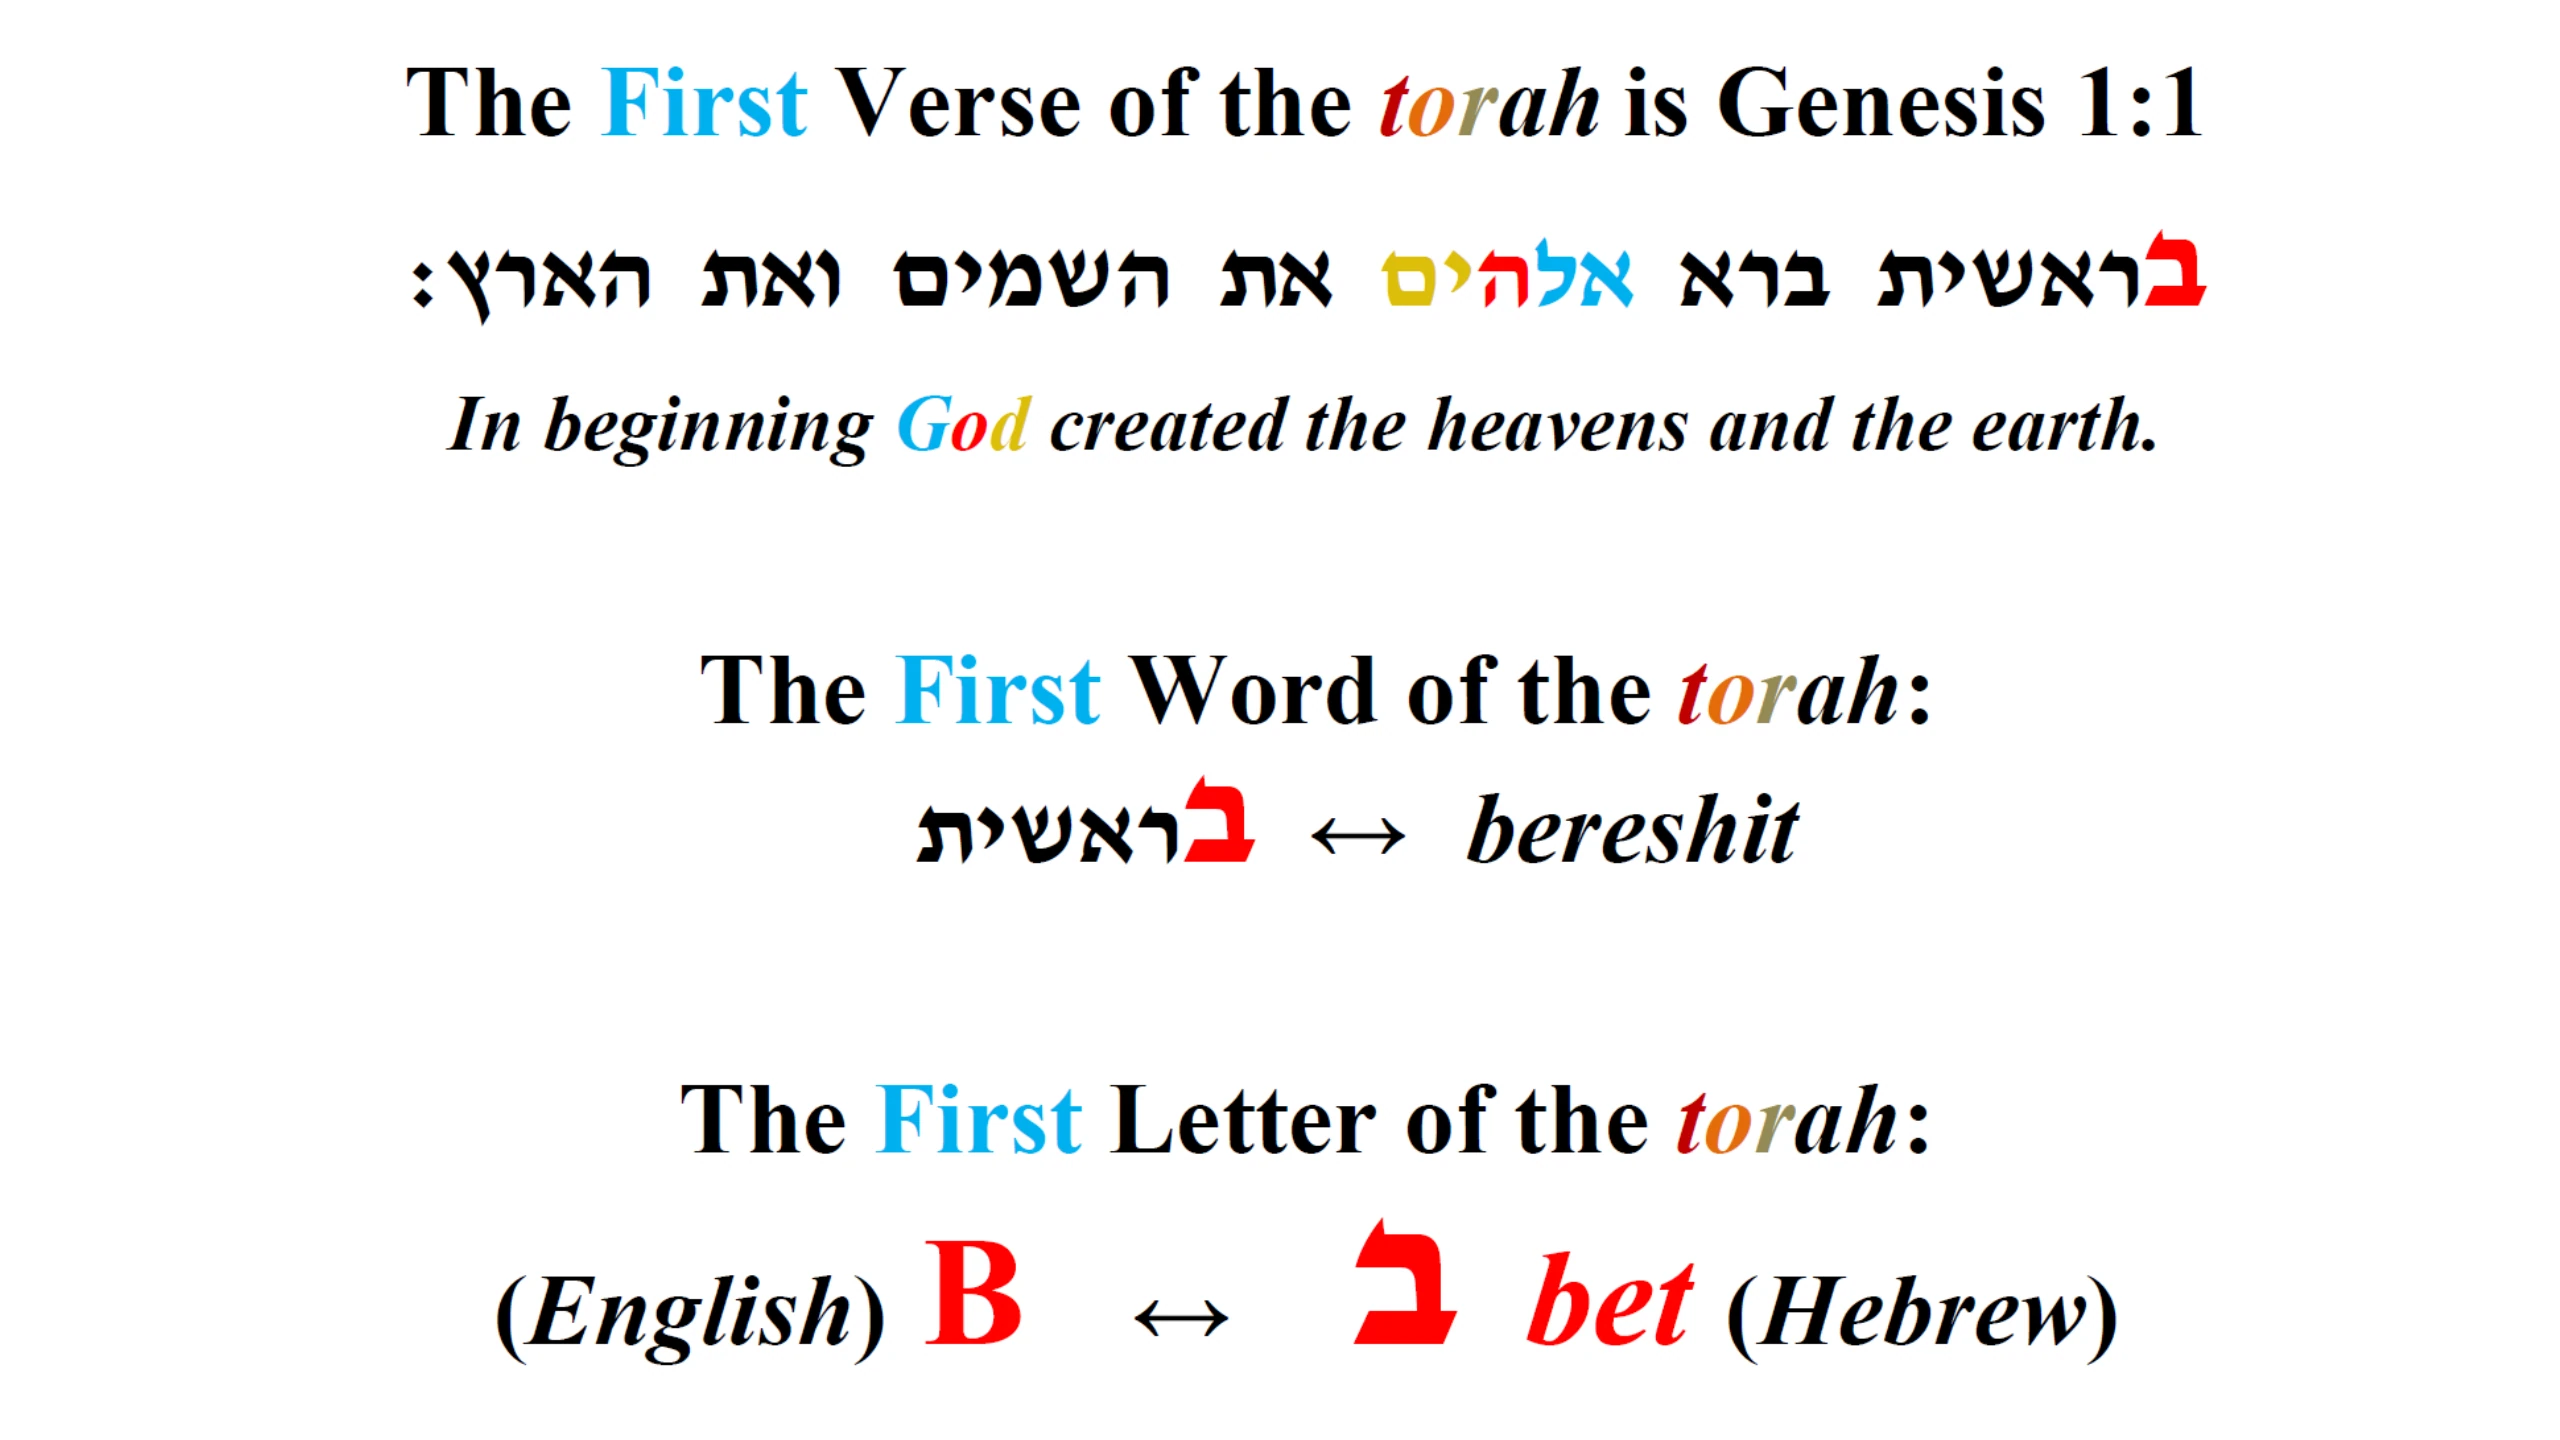 The First Verse of the torah is Genesis 1:1
בראשית ברא אלהים את השמים ואת הארץ:
In beginning God created the heavens and the earth.
The First Word of the torah:
בראשית ↔ bereshit
The First Letter of the torah:
(English) B ↔ ב bet (Hebrew)